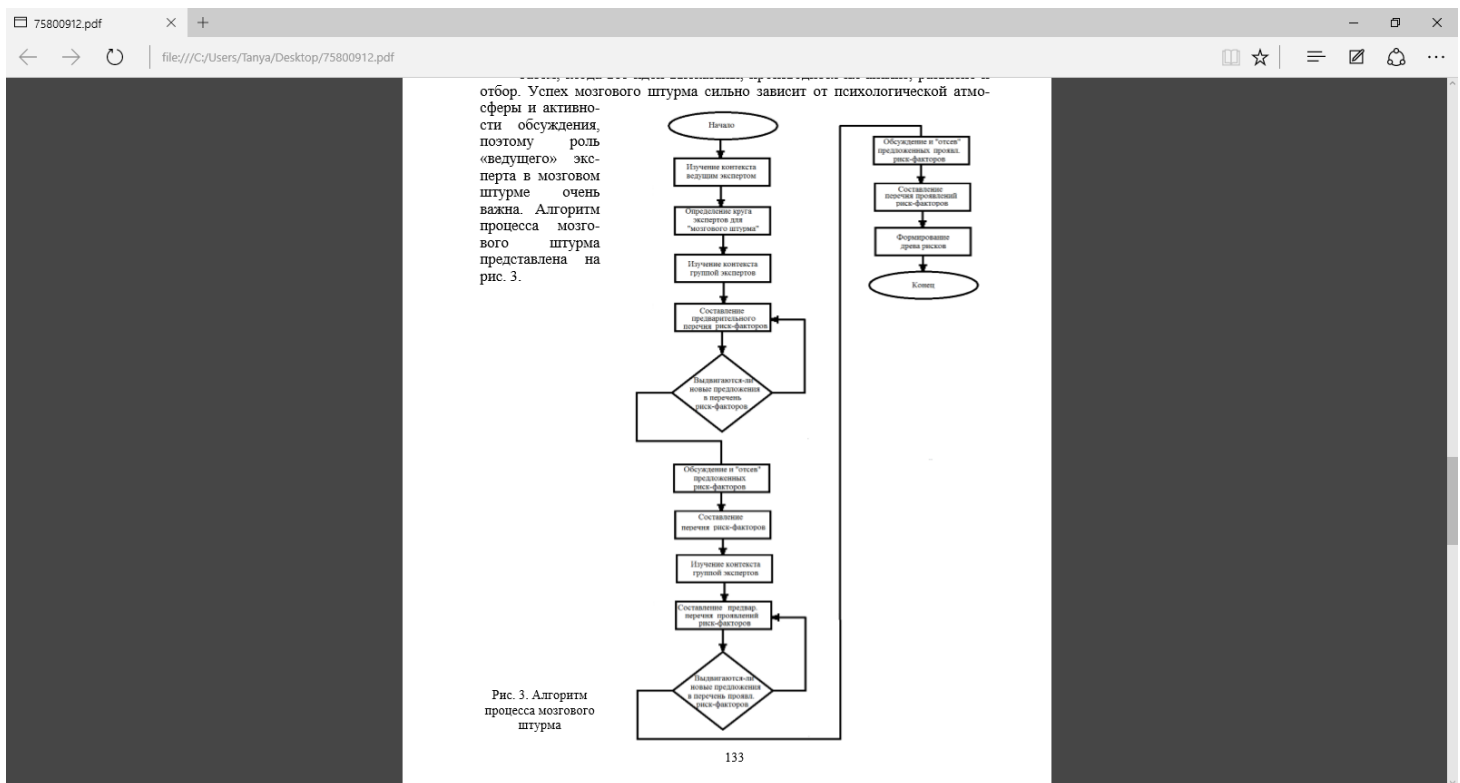 75800912.pdf
file:///C:/Users/Tanya/Desktop/75800912.pdf
отбор. Успех мозгового штурма сильно зависит от психологической атмо-
сферы и активно-
сти обсуждения,
поэтому роль
«ведущего» экс-
перта в мозговом
штурме очень
важна. Алгоритм
процесса мозго-
вого штурма
представлена на
рис. 3.
Начало
Изучение контекста
ведущим экспертом
Определение круга
экспертов для
"мозгового штурма"
Изучение контекста
группой экспертов
Составление
предварительного
перечня риск-факторов
Выдвигаются-ли
новые предложения
в перечень
риск-факторов
Обсуждение и "отсев"
предложенных
риск-факторов
Составление
перечня риск-факторов
Изучение контекста
группой экспертов
Составление предвар.
перечня проявлений
риск-факторов
Выдвигаются-ли
новые предложения
в перечень проявл.
риск-факторов
Обсуждение и "отсев"
предложенных проявл.
риск-факторов
Составление
перечня проявлений
риск-факторов
Формирование
древа рисков
Конец
Рис. 3. Алгоритм
процесса мозгового
штурма
133